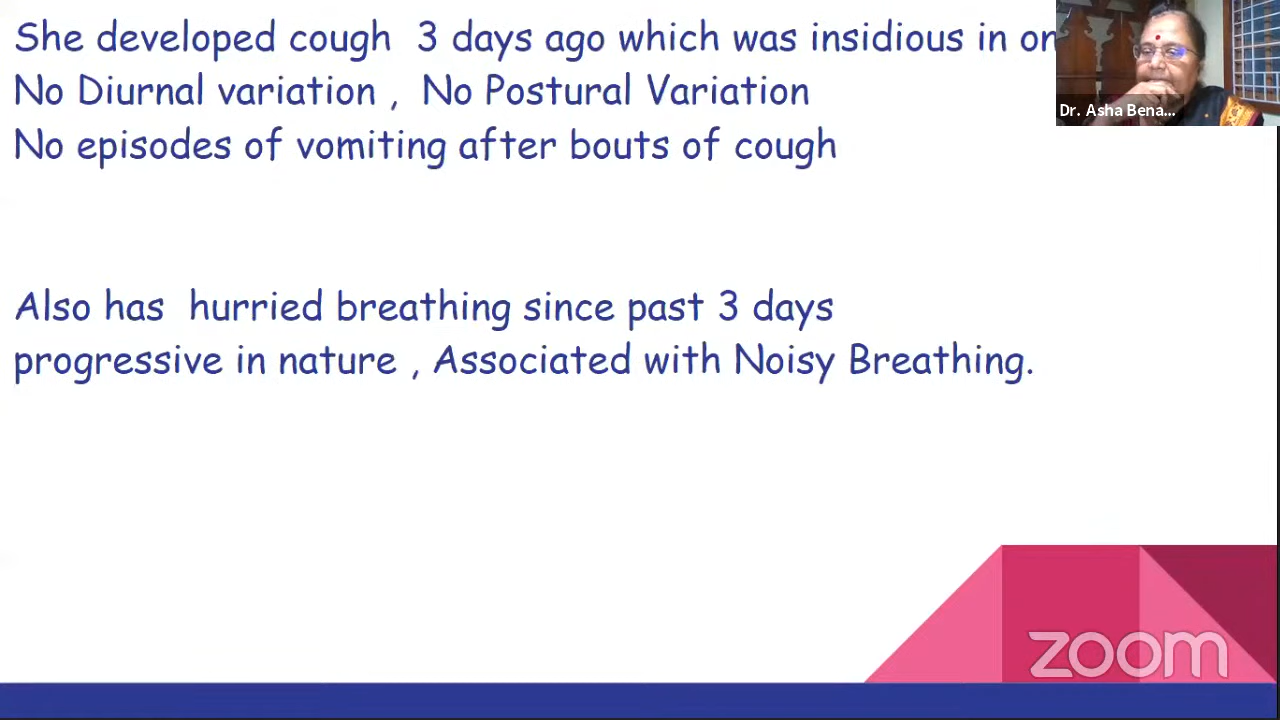 She developed cough 3 days ago which was insidious in on
No Diurnal variation , No Postural Variation
No episodes of vomiting after bouts of cough
Also has hurried breathing since past 3 days
progressive in nature , Associated with Noisy Breathing.
Dr. Asha Bena...
zoom